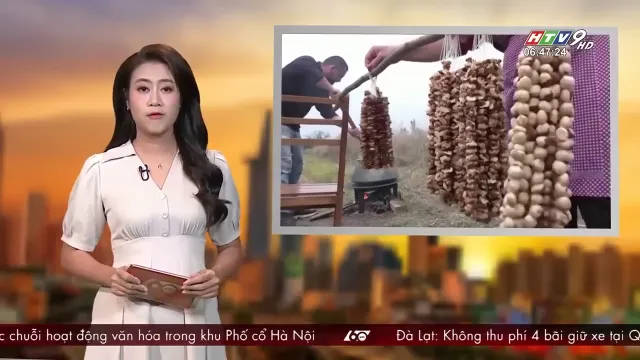 HTV9 HD
06:47:24
c chuỗi hoạt động văn hóa trong khu Phố cổ Hà Nội 60 Đà Lạt: Không thu phí 4 bãi giữ xe tại Q